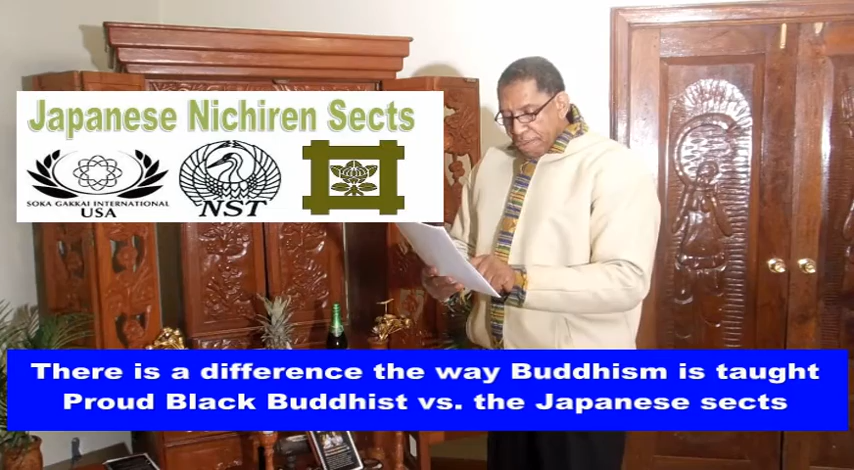 Japanese Nichiren Sects
SOKA GAKKAI INTERNATIONAL
USA
NST
There is a difference the way Buddhism is taught
Proud Black Buddhist vs. the Japanese sects